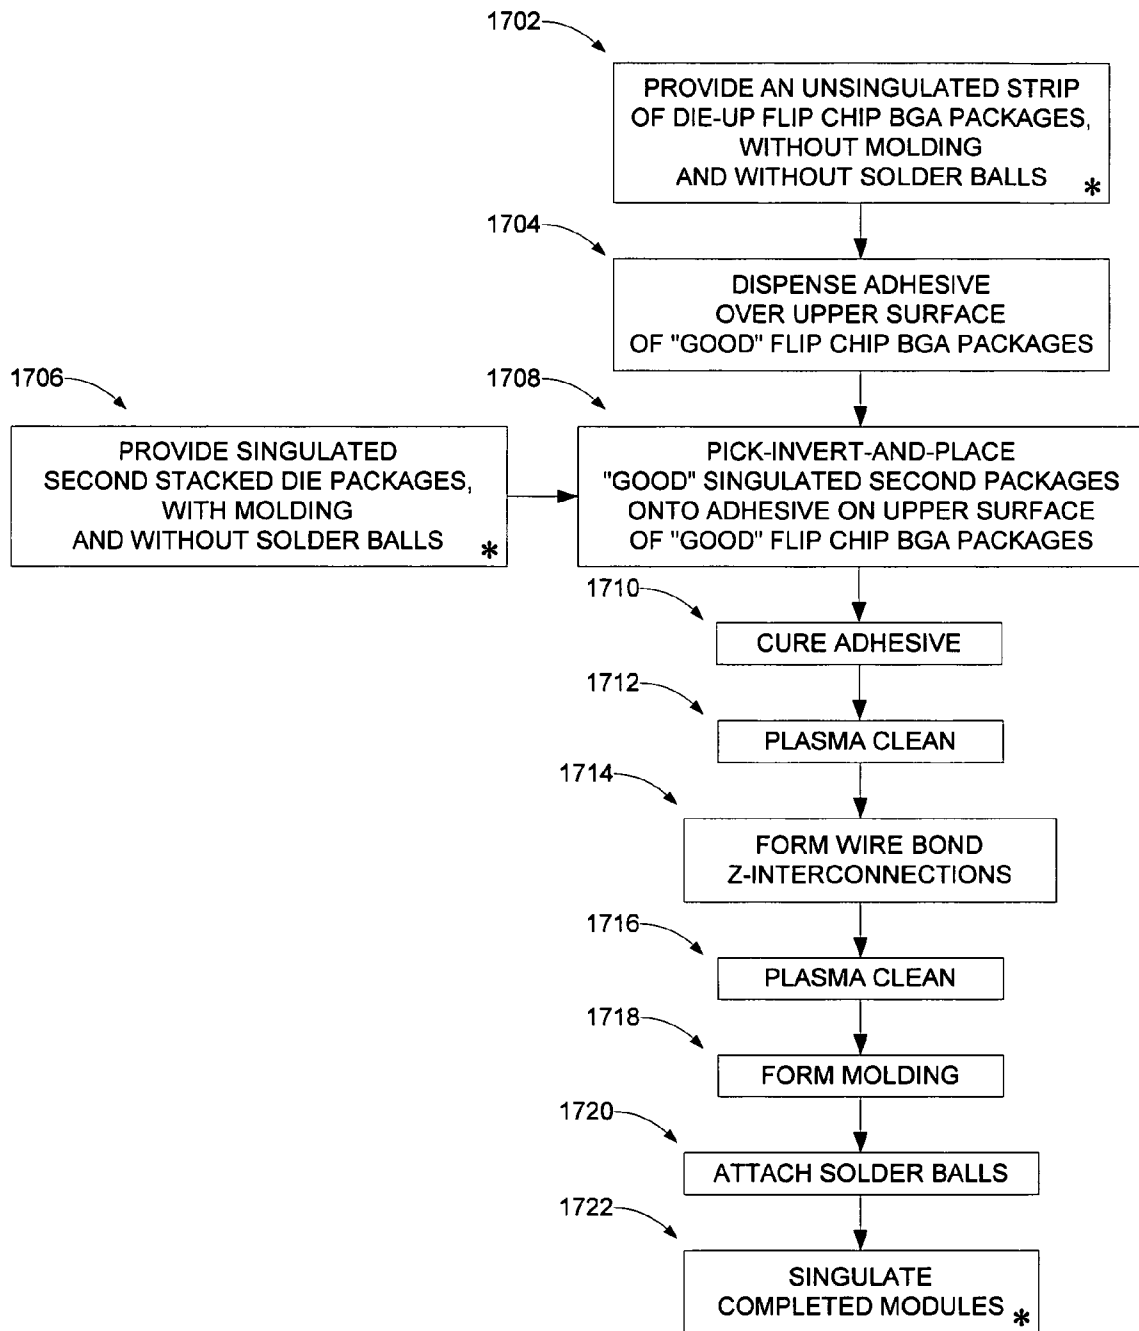 1702
PROVIDE AN UNSINGULATED STRIP
OF DIE-UP FLIP CHIP BGA PACKAGES,
WITHOUT MOLDING
AND WITHOUT SOLDER BALLS *
1704
DISPENSE ADHESIVE
OVER UPPER SURFACE
OF "GOOD" FLIP CHIP BGA PACKAGES
1706
PROVIDE SINGULATED
SECOND STACKED DIE PACKAGES,
WITH MOLDING
AND WITHOUT SOLDER BALLS *
1708
PICK-INVERT-AND-PLACE
"GOOD" SINGULATED SECOND PACKAGES
ONTO ADHESIVE ON UPPER SURFACE
OF "GOOD" FLIP CHIP BGA PACKAGES
1710
CURE ADHESIVE
1712
PLASMA CLEAN
1714
FORM WIRE BOND
Z-INTERCONNECTIONS
1716
PLASMA CLEAN
1718
FORM MOLDING
1720
ATTACH SOLDER BALLS
1722
SINGULATE
COMPLETED MODULES *